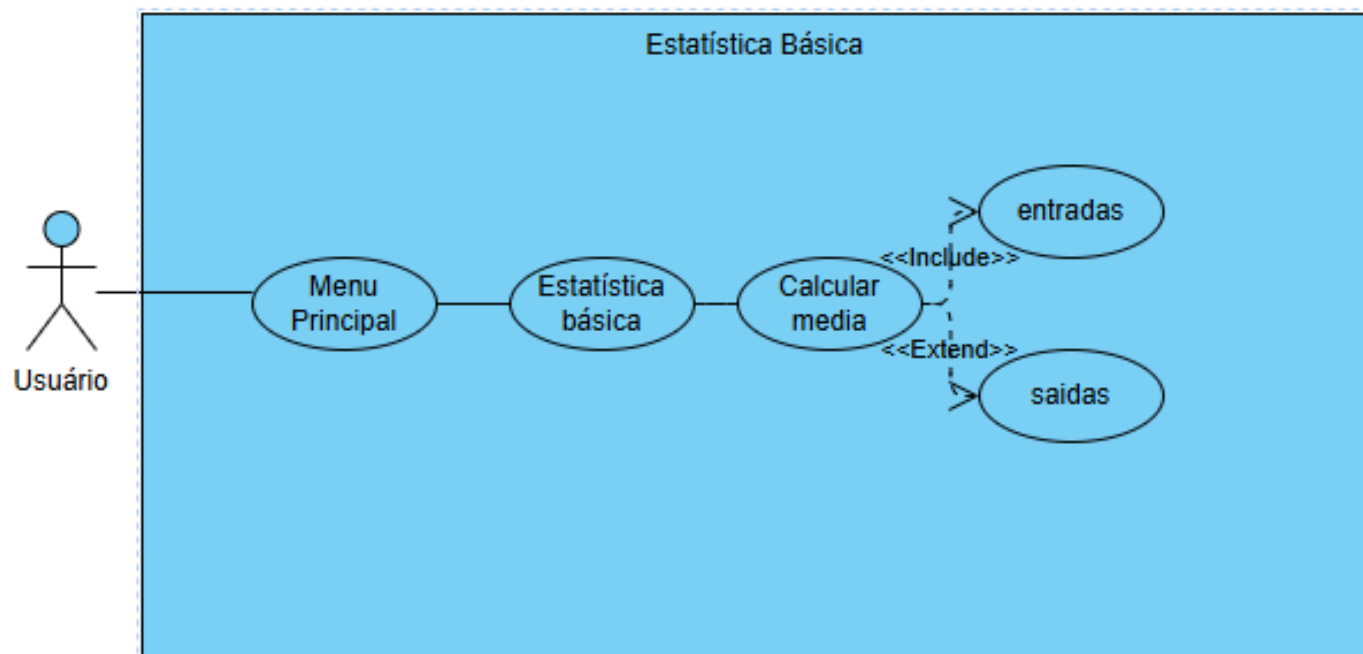 Estatística Básica
entradas
<<Include>>
Menu
Principal
Estatística
básica
Calcular
media
<<Extend>>
saidas
Usuário